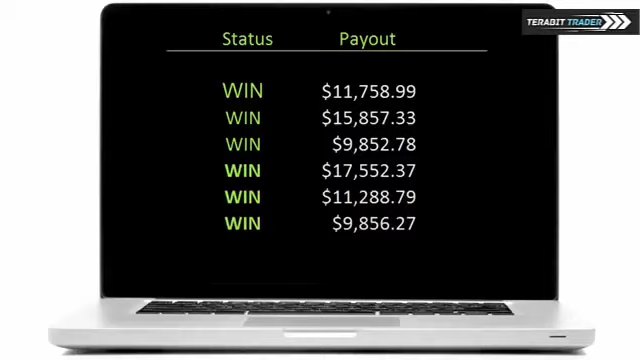 TERABIT TRADER
Status Payout
WIN $11,758.99
WIN $15,857.33
WIN $9,852.78
WIN $17,552.37
WIN $11,288.79
WIN $9,856.27